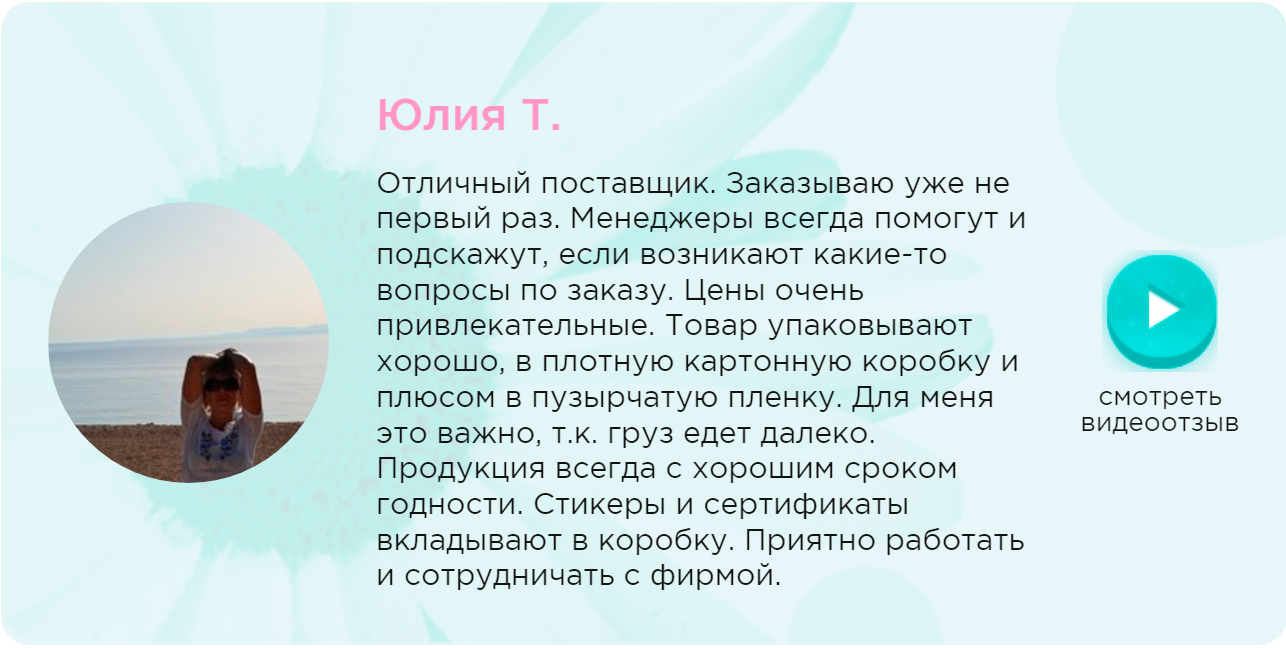 Юлия Т.
Отличный поставщик. Заказываю уже не
первый раз. Менеджеры всегда помогут и
подскажут, если возникают какие-то
вопросы по заказу. Цены очень
привлекательные. Товар упаковывают
хорошо, в плотную картонную коробку и
плюсом в пузырчатую пленку. Для меня
это важно, т.к. груз едет далеко.
Продукция всегда с хорошим сроком
годности. Стикеры и сертификаты
вкладывают в коробку. Приятно работать
и сотрудничать с фирмой.
смотреть
видеоотзыв